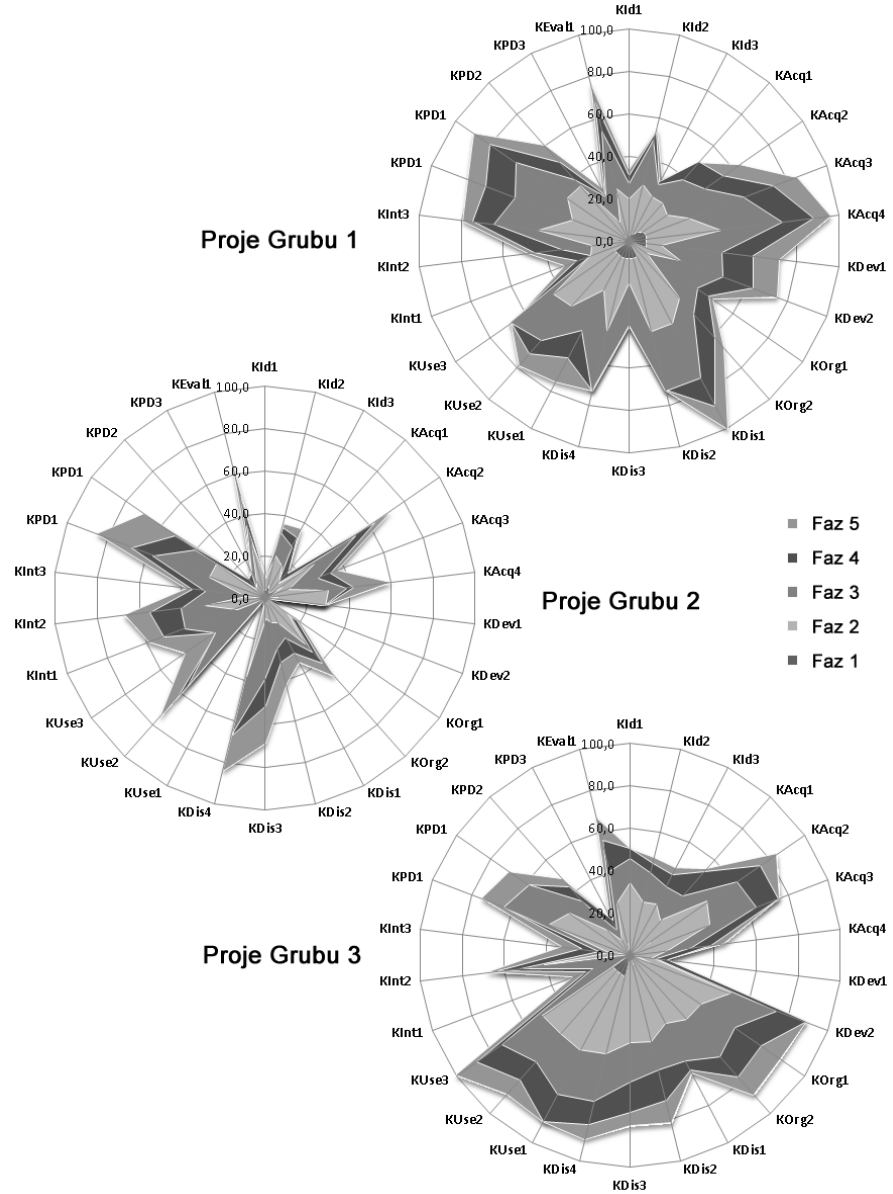 KId1
KId2
KId3
KAcq1
KAcq2
KAcq3
KAcq4
KDev1
KDev2
KOrg1
KOrg2
KDis1
KDis2
KDis3
KDis4
KUse1
KUse2
KUse3
KInt1
KInt2
KInt3
KPD1
KPD1
KPD2
KPD3
KEval1
100,0
80,0
60,0
40,0
20,0
0,0
Proje Grubu 1
KId1
KId2
KId3
KAcq1
KAcq2
KAcq3
KAcq4
KDev1
KDev2
KOrg1
KOrg2
KDis1
KDis2
KDis3
KDis4
KUse1
KUse2
KUse3
KInt1
KInt2
KInt3
KPD1
KPD1
KPD2
KPD3
KEval1
100,0
80,0
60,0
40,0
20,0
0,0
Proje Grubu 2
Faz 5
Faz 4
Faz 3
Faz 2
Faz 1
KId1
KId2
KId3
KAcq1
KAcq2
KAcq3
KAcq4
KDev1
KDev2
KOrg1
KOrg2
KDis1
KDis2
KDis3
KDis4
KUse1
KUse2
KUse3
KInt1
KInt2
KInt3
KPD1
KPD1
KPD2
KPD3
KEval1
100,0
80,0
60,0
40,0
20,0
0,0
Proje Grubu 3